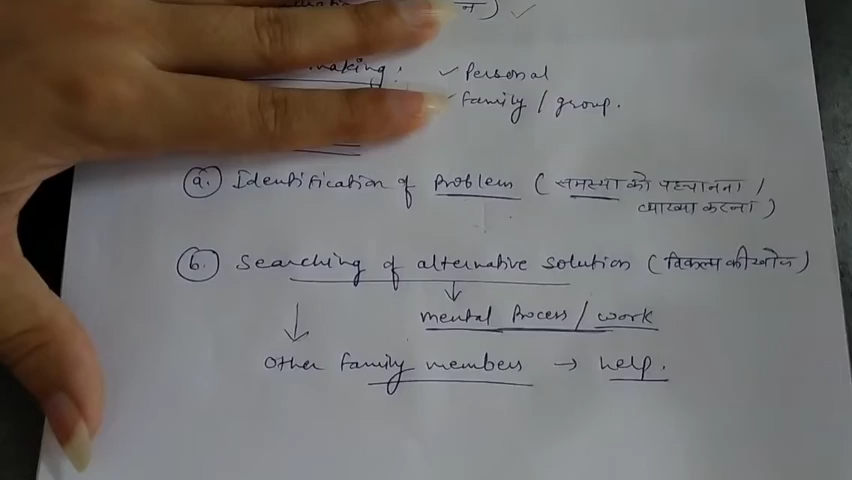 न) ✓
making: ✓ Personal
✓ family / group.
(a.) Identification of Problem (समस्या को पहचानना /
व्याख्या करना)
(b.) Searching of alternative solution (विकल्प की खोज)
↓ mental Process / work
↓ Other family members → help.